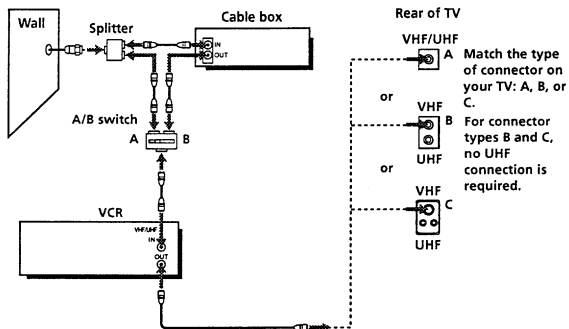 Wall
Splitter
Cable box
IN
OUT
A/B switch
A
B
VCR
VHF/UHF
IN
OUT
Rear of TV
VHF/UHF
A
or
VHF
B
UHF
or
VHF
C
UHF
Match the type
of connector on
your TV: A, B, or
C.
For connector
types B and C,
no UHF
connection is
required.